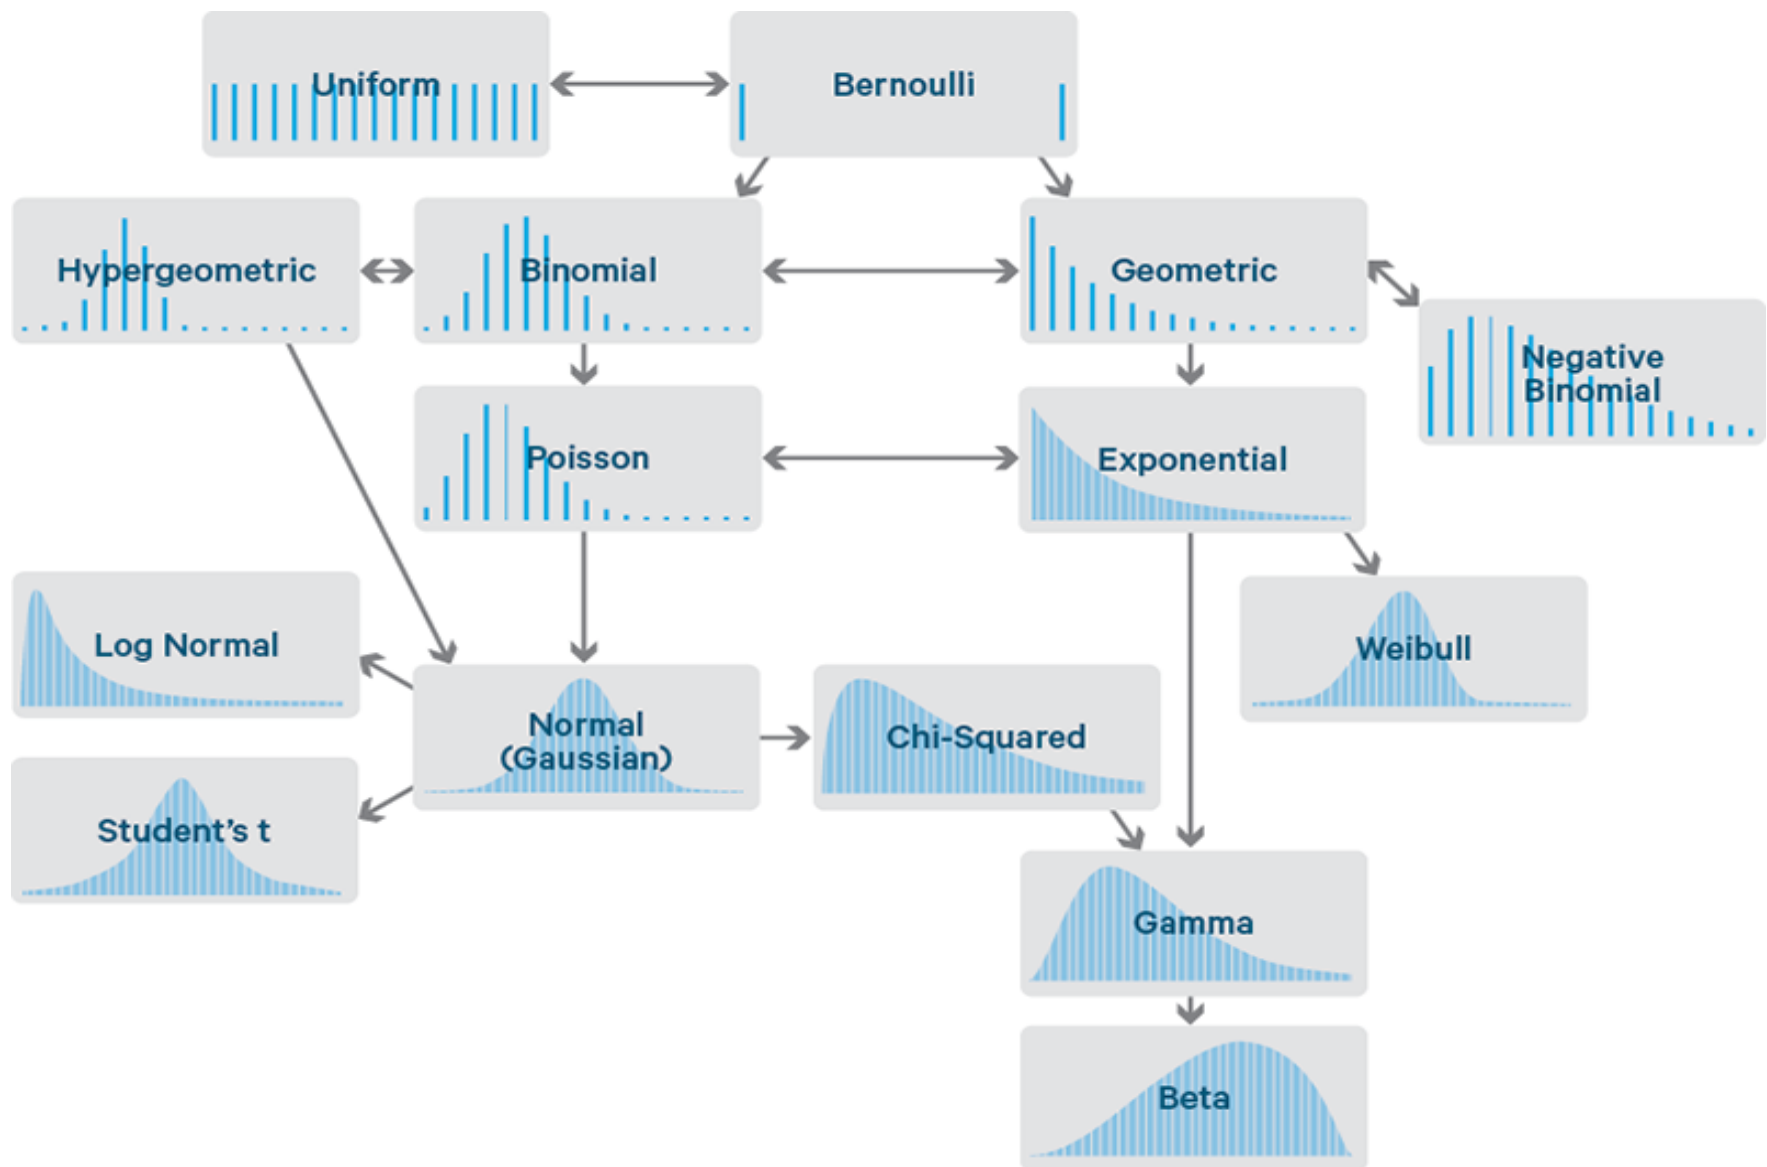 Uniform
Bernoulli
Hypergeometric
Binomial
Geometric
Negative
Binomial
Poisson
Exponential
Log Normal
Weibull
Normal
(Gaussian)
Chi-Squared
Student’s t
Gamma
Beta